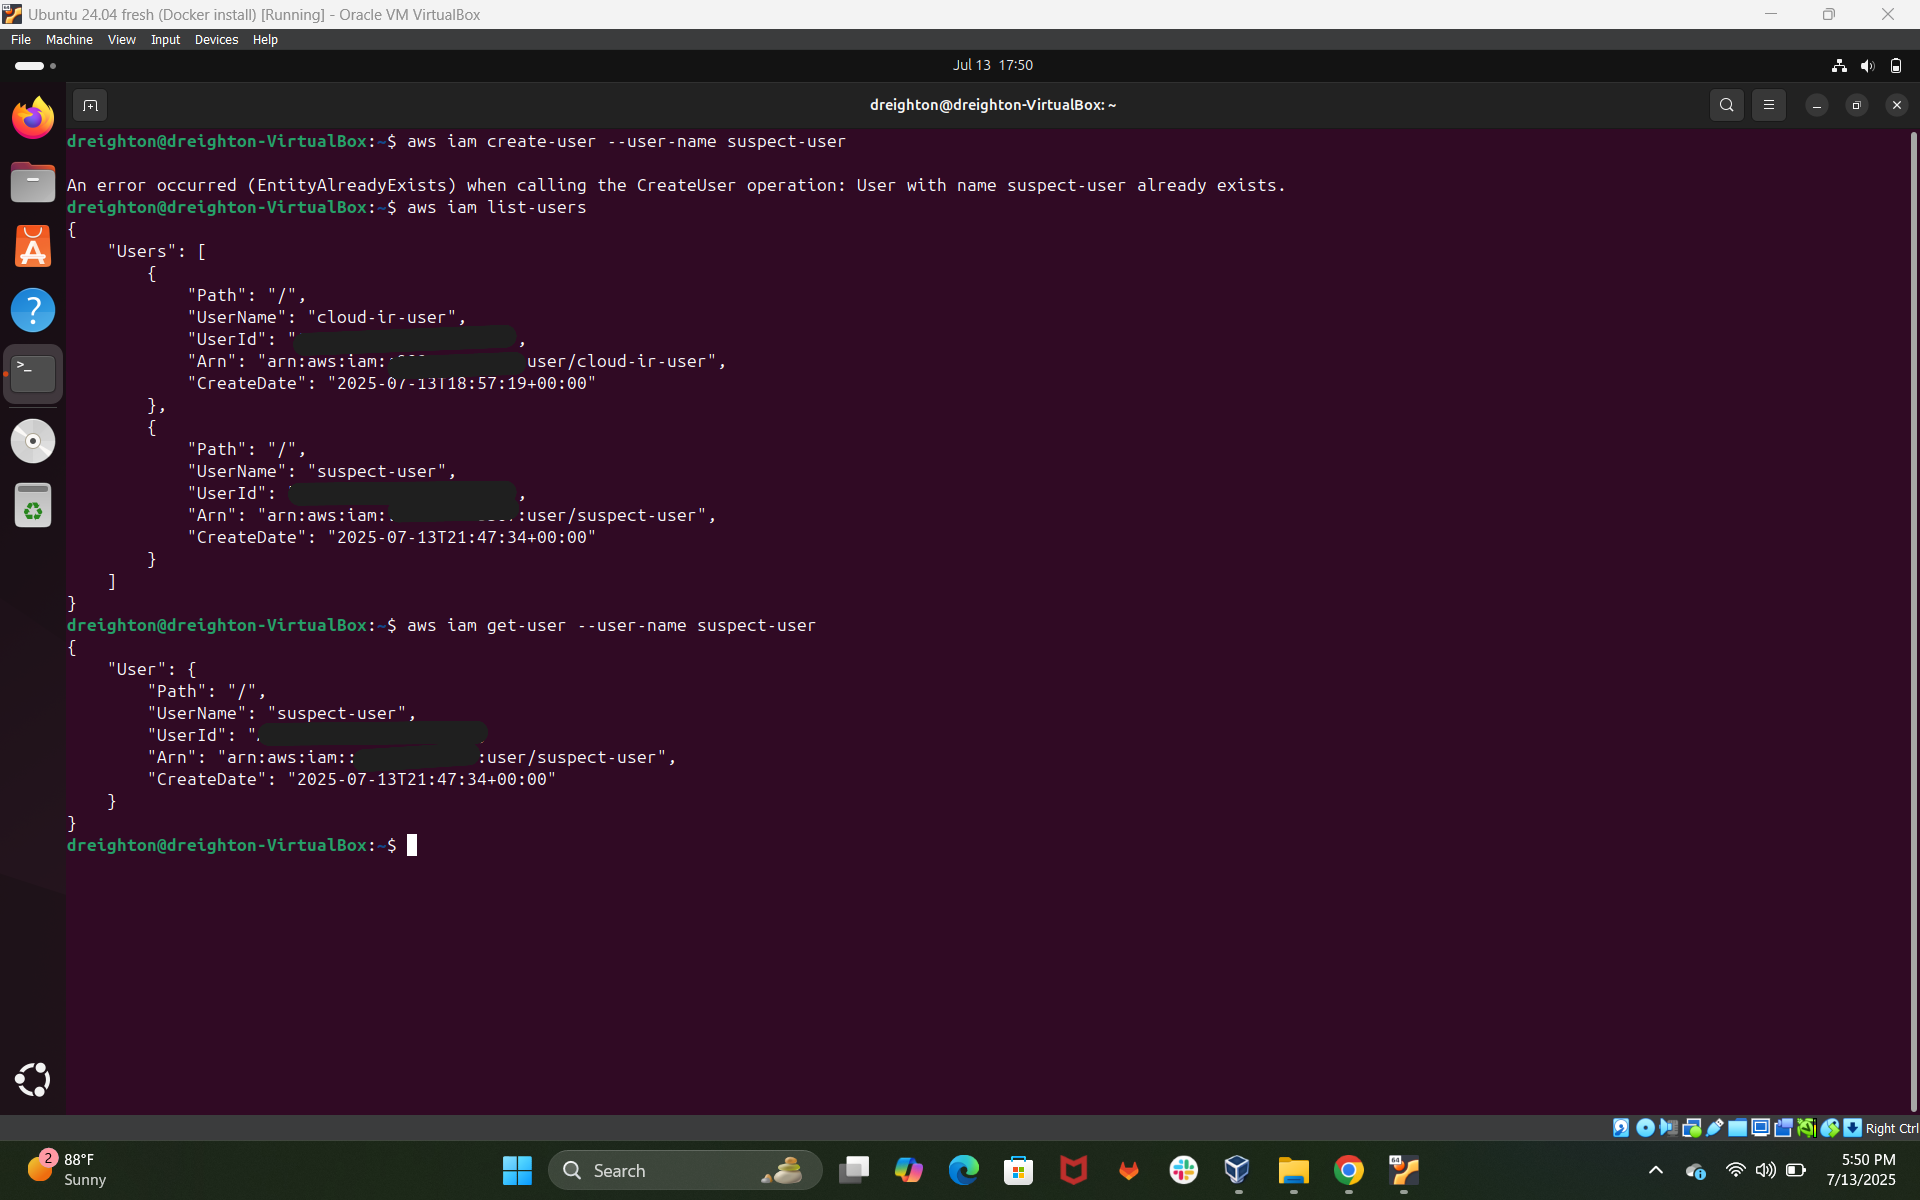 Ubuntu 24.04 fresh (Docker install) [Running] - Oracle VM VirtualBox
File Machine View Input Devices Help
Jul 13 17:50
dreighton@dreighton-VirtualBox: ~
dreighton@dreighton-VirtualBox:~$ aws iam create-user --user-name suspect-user
An error occurred (EntityAlreadyExists) when calling the CreateUser operation: User with name suspect-user already exists.
dreighton@dreighton-VirtualBox:~$ aws iam list-users
{
    "Users": [
        {
            "Path": "/",
            "UserName": "cloud-ir-user",
            "UserId": " ,
            "Arn": "arn:aws:iam: user/cloud-ir-user",
            "CreateDate": "2025-07-13T18:57:19+00:00"
        },
        {
            "Path": "/",
            "UserName": "suspect-user",
            "UserId": ,
            "Arn": "arn:aws:iam: :user/suspect-user",
            "CreateDate": "2025-07-13T21:47:34+00:00"
        }
    ]
}
dreighton@dreighton-VirtualBox:~$ aws iam get-user --user-name suspect-user
{
    "User": {
        "Path": "/",
        "UserName": "suspect-user",
        "UserId": "
        "Arn": "arn:aws:iam:: :user/suspect-user",
        "CreateDate": "2025-07-13T21:47:34+00:00"
    }
}
dreighton@dreighton-VirtualBox:~$
Right Ctrl
2
88°F
Sunny
Search
64
5:50 PM
7/13/2025